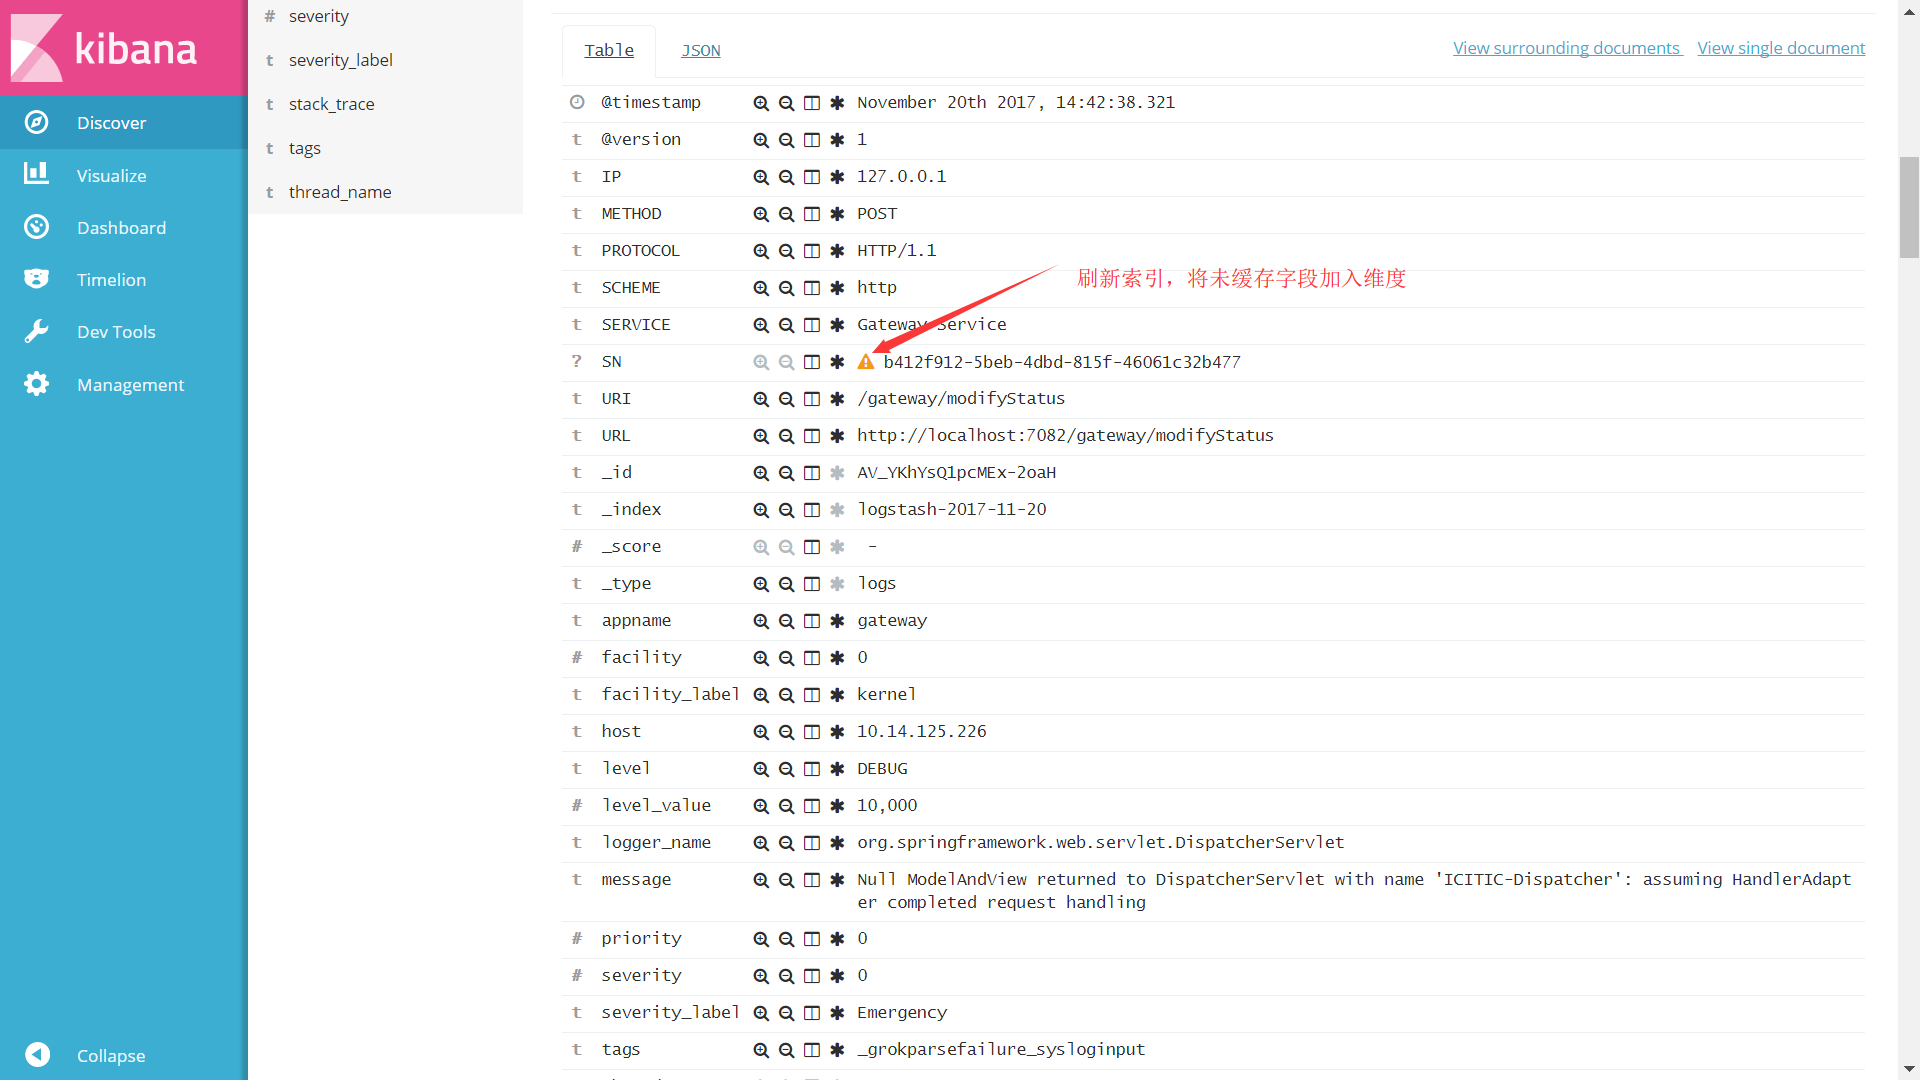 kibana
Discover
Visualize
Dashboard
Timelion
Dev Tools
Management
Collapse
# severity
t severity_label
t stack_trace
t tags
t thread_name
Table JSON View surrounding documents View single document
@timestamp November 20th 2017, 14:42:38.321
t @version 1
t IP 127.0.0.1
t METHOD POST
t PROTOCOL HTTP/1.1
刷新索引，将未缓存字段加入维度
t SCHEME http
t SERVICE Gateway-Service
? SN b412f912-5beb-4dbd-815f-46061c32b477
t URI /gateway/modifyStatus
t URL http://localhost:7082/gateway/modifyStatus
t _id AV_YKhYsQ1pcMEx-2oaH
t _index logstash-2017-11-20
# _score -
t _type logs
t appname gateway
# facility 0
t facility_label kernel
t host 10.14.125.226
t level DEBUG
# level_value 10,000
t logger_name org.springframework.web.servlet.DispatcherServlet
t message Null ModelAndView returned to DispatcherServlet with name 'ICITIC-Dispatcher': assuming HandlerAdapt
er completed request handling
# priority 0
# severity 0
t severity_label Emergency
t tags _grokparsefailure_sysloginput